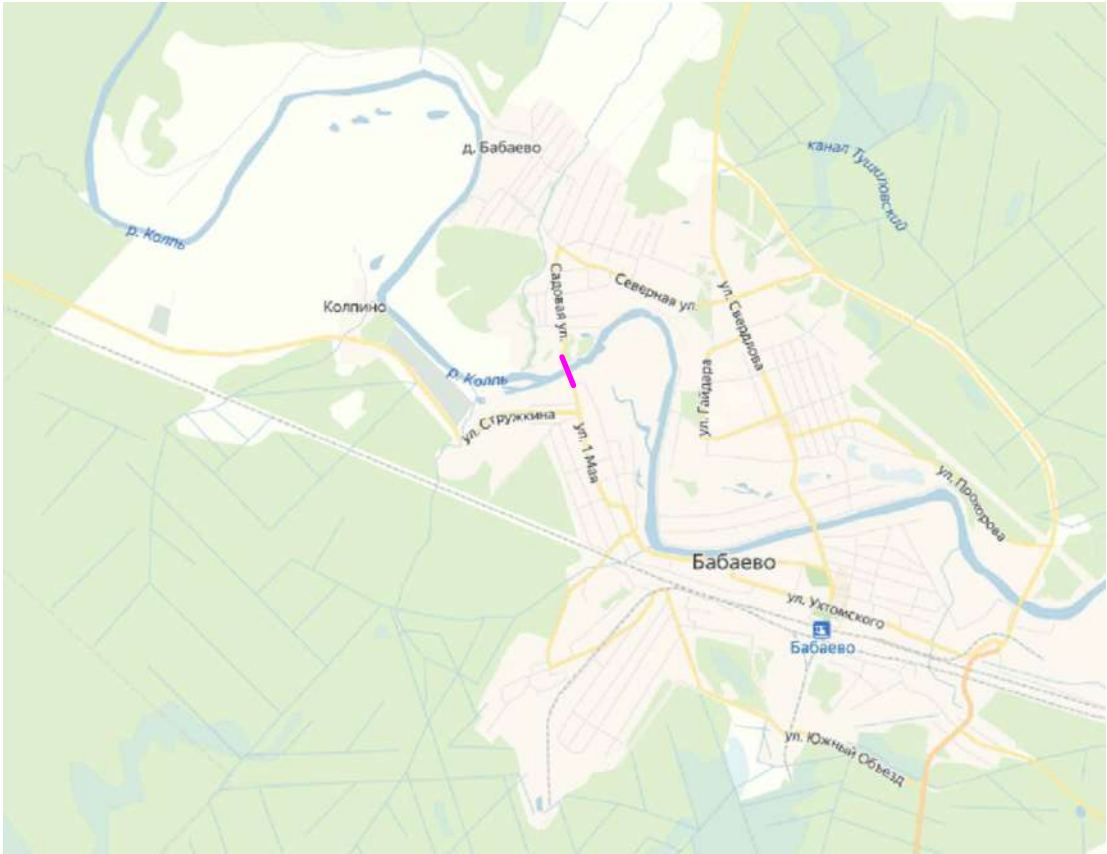 д. Бабаево
канал Тушиловский
р. Колпь
Садовая ул.
Северная ул.
ул. Свердлова
Колпино
ул. Гайдара
р. Колпь
ул. Стружкина
ул. 1 Мая
ул. Прохорова
Бабаево
ул. Ухтомского
Бабаево
ул. Южный Объезд